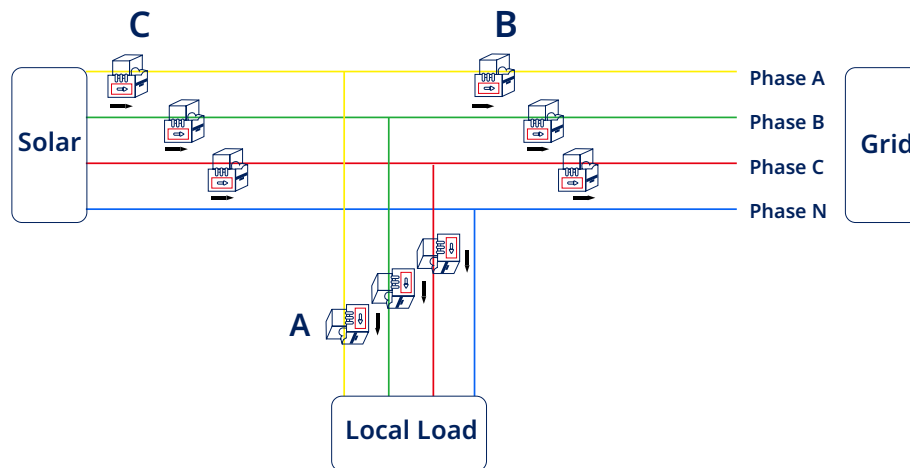 C
B
Phase A
Solar
Phase B
Grid
Phase C
Phase N
A
Local Load